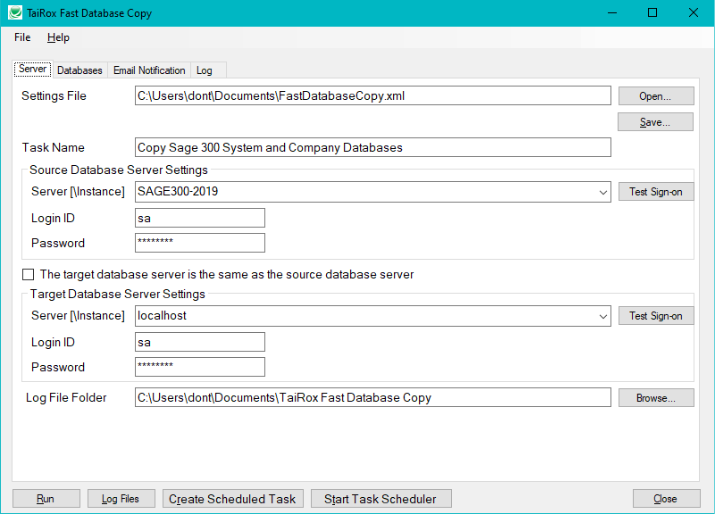 TaiRox Fast Database Copy
File Help
Server Databases Email Notification Log
Settings File C:\Users\dont\Documents\FastDatabaseCopy.xml Open...
Save...
Task Name Copy Sage 300 System and Company Databases
Source Database Server Settings
Server [\Instance] SAGE300-2019 Test Sign-on
Login ID sa
Password ********
The target database server is the same as the source database server
Target Database Server Settings
Server [\Instance] localhost Test Sign-on
Login ID sa
Password ********
Log File Folder C:\Users\dont\Documents\TaiRox Fast Database Copy Browse...
Run Log Files Create Scheduled Task Start Task Scheduler Close